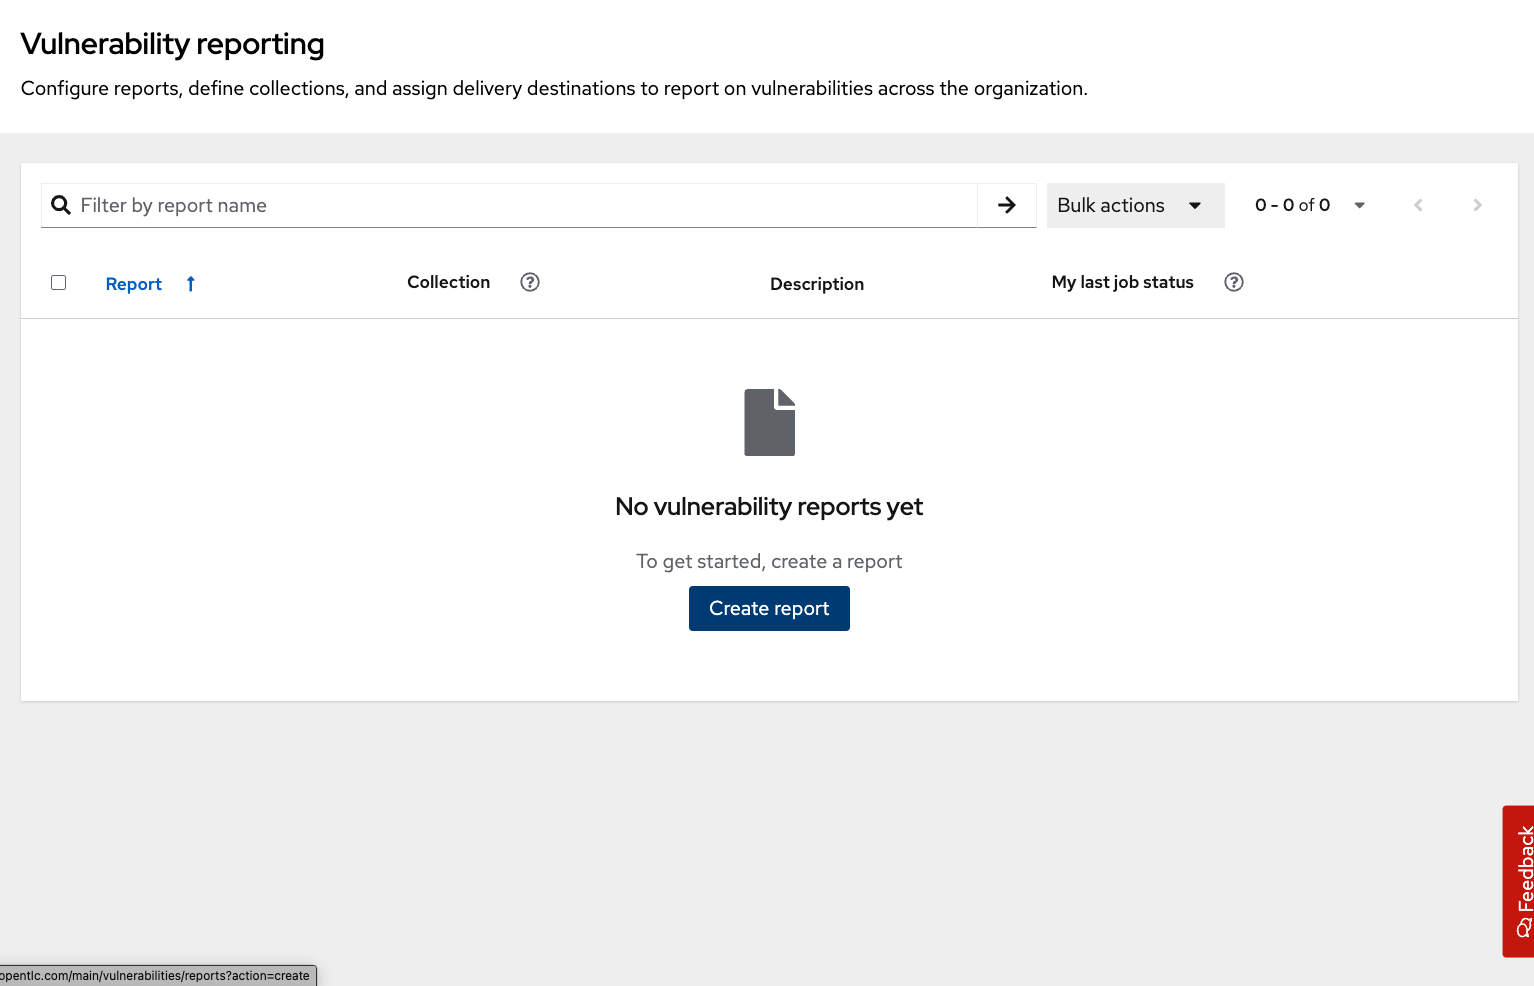 Vulnerability reporting
Configure reports, define collections, and assign delivery destinations to report on vulnerabilities across the organization.
Filter by report name
Bulk actions
0 - 0 of 0
Report
Collection
Description
My last job status
No vulnerability reports yet
To get started, create a report
Create report
Feedback
opentlc.com/main/vulnerabilities/reports?action=create